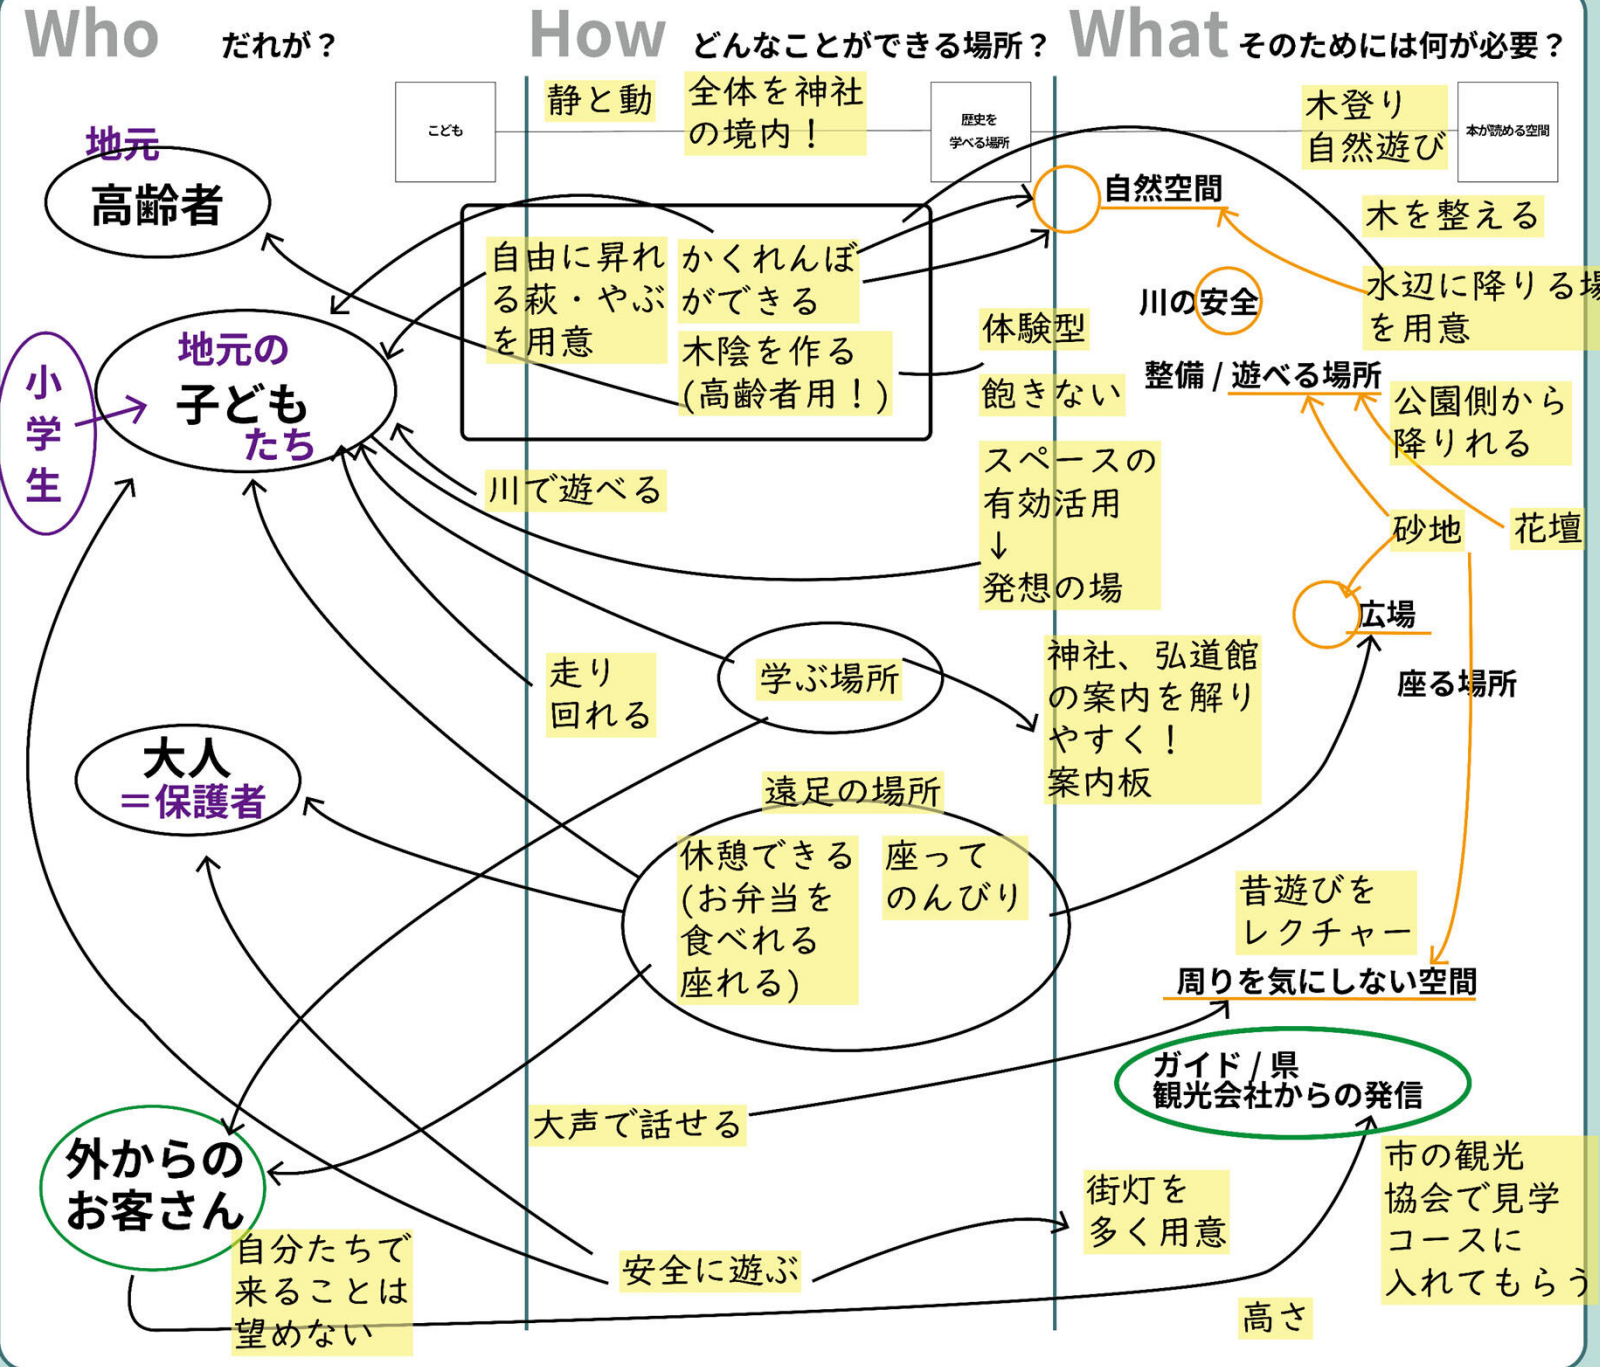 Who だれが？
How どんなことができる場所？
What そのためには何が必要？
こども
歴史を
学べる場所
本が読める空間
地元
高齢者
小
学
生
地元の
子ども
たち
大人
＝保護者
外からの
お客さん
自分たちで
来ることは
望めない
静と動
全体を神社
の境内！
自由に昇れ
る萩・やぶ
を用意
かくれんぼ
ができる
木陰を作る
(高齢者用！)
体験型
飽きない
川で遊べる
スペースの
有効活用
↓
発想の場
走り
回れる
学ぶ場所
遠足の場所
休憩できる
(お弁当を
食べれる
座れる)
座って
のんびり
大声で話せる
安全に遊ぶ
木登り
自然遊び
自然空間
木を整える
水辺に降りる場
を用意
川の安全
整備 / 遊べる場所
公園側から
降りれる
砂地
花壇
広場
座る場所
神社、弘道館
の案内を解り
やすく！
案内板
昔遊びを
レクチャー
周りを気にしない空間
ガイド / 県
観光会社からの発信
街灯を
多く用意
市の観光
協会で見学
コースに
入れてもらう
高さ